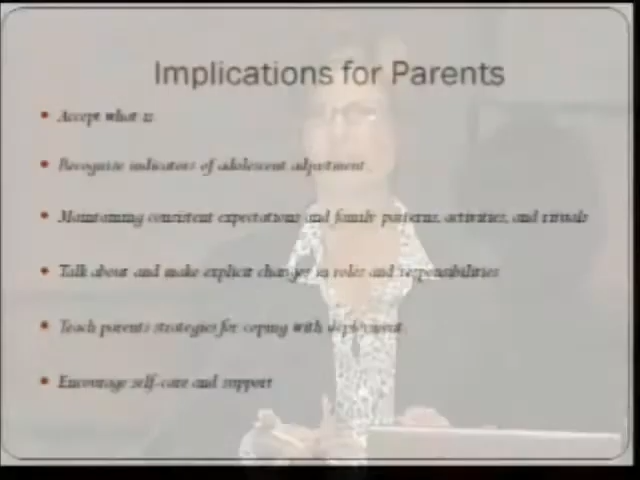 Implications for Parents
Accept what is
Recognize indicators of adolescent adjustment.
Maintaining consistent expectations and family patterns, activities, and rituals
Talk about and make explicit changes in roles and responsibilities
Teach parents strategies for coping with deployment.
Encourage self-care and support